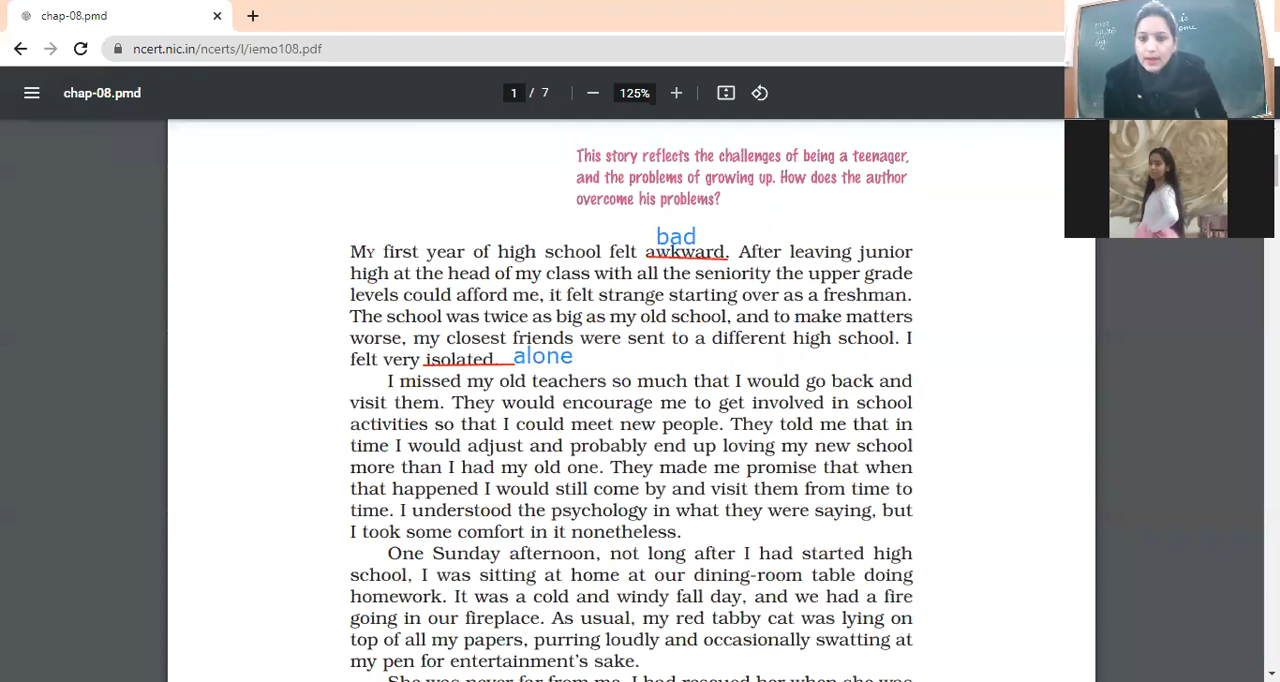 chap-08.pmd
ncert.nic.in/ncerts/l/iemo108.pdf
chap-08.pmd
1 / 7
125%
is
This story reflects the challenges of being a teenager,
and the problems of growing up. How does the author
overcome his problems?
bad
My first year of high school felt awkward. After leaving junior
high at the head of my class with all the seniority the upper grade
levels could afford me, it felt strange starting over as a freshman.
The school was twice as big as my old school, and to make matters
worse, my closest friends were sent to a different high school. I
felt very isolated. alone
I missed my old teachers so much that I would go back and
visit them. They would encourage me to get involved in school
activities so that I could meet new people. They told me that in
time I would adjust and probably end up loving my new school
more than I had my old one. They made me promise that when
that happened I would still come by and visit them from time to
time. I understood the psychology in what they were saying, but
I took some comfort in it nonetheless.
One Sunday afternoon, not long after I had started high
school, I was sitting at home at our dining-room table doing
homework. It was a cold and windy fall day, and we had a fire
going in our fireplace. As usual, my red tabby cat was lying on
top of all my papers, purring loudly and occasionally swatting at
my pen for entertainment's sake.
She was never far from me. I had rescued her when she was